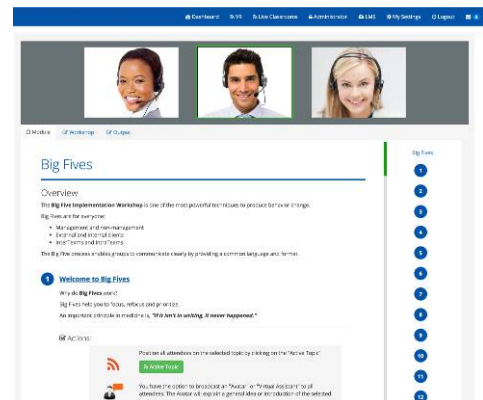 Dashboard Live Classrooms Administrator LMS My Settings Logout
Module Workshop Output
Big Fives
Big Fives
Overview
The Big Five Implementation Workshop is one of the most powerful techniques to produce behavior change.
Big Fives are for everyone:
Management and non-management
External and internal clients
InterTeams and IntraTeams
The Big Five process enables groups to communicate clearly by providing a common language and format.
1 Welcome to Big Fives
Why do Big Fives work?
Big Fives help you to focus, refocus and prioritize.
An important principle in medicine is, "If it isn't in writing, it never happened."
Actions:
Position all attendees on the selected topic by clicking on the "Active Topic"
Active Topic
You have the option to broadcast an "Avatar" or "Virtual Assistant" to all
attendees. The Avatar will explain a general idea or introduction of the selected
1
2
3
4
5
6
7
8
9
10
11
12